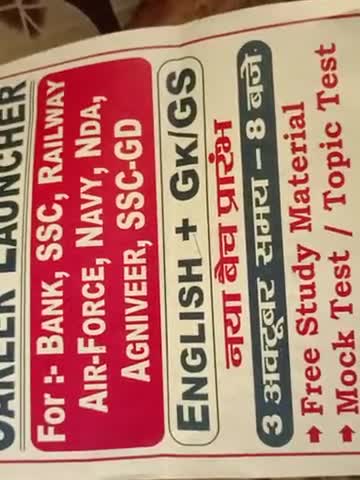 CAREER LAUNCHER
For :- BANK, SSC, RAILWAY
AIR-FORCE, NAVY, NDA,
AGNIVEER, SSC-GD
ENGLISH + GK/GS
नया बैच प्रारंभ
3 अक्टूबर समय – 8 बजे
➔ Free Study Material
➔ Mock Test / Topic Test